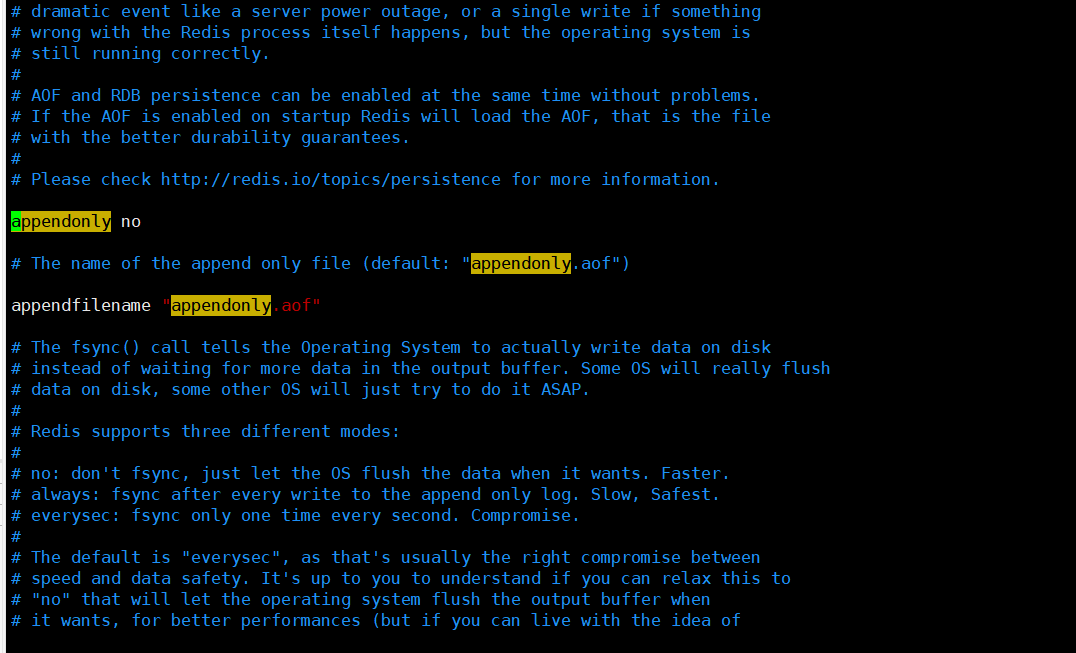 # dramatic event like a server power outage, or a single write if something
# wrong with the Redis process itself happens, but the operating system is
# still running correctly.
#
# AOF and RDB persistence can be enabled at the same time without problems.
# If the AOF is enabled on startup Redis will load the AOF, that is the file
# with the better durability guarantees.
#
# Please check http://redis.io/topics/persistence for more information.
appendonly no
# The name of the append only file (default: "appendonly.aof")
appendfilename "appendonly.aof"
# The fsync() call tells the Operating System to actually write data on disk
# instead of waiting for more data in the output buffer. Some OS will really flush
# data on disk, some other OS will just try to do it ASAP.
#
# Redis supports three different modes:
#
# no: don't fsync, just let the OS flush the data when it wants. Faster.
# always: fsync after every write to the append only log. Slow, Safest.
# everysec: fsync only one time every second. Compromise.
#
# The default is "everysec", as that's usually the right compromise between
# speed and data safety. It's up to you to understand if you can relax this to
# "no" that will let the operating system flush the output buffer when
# it wants, for better performances (but if you can live with the idea of